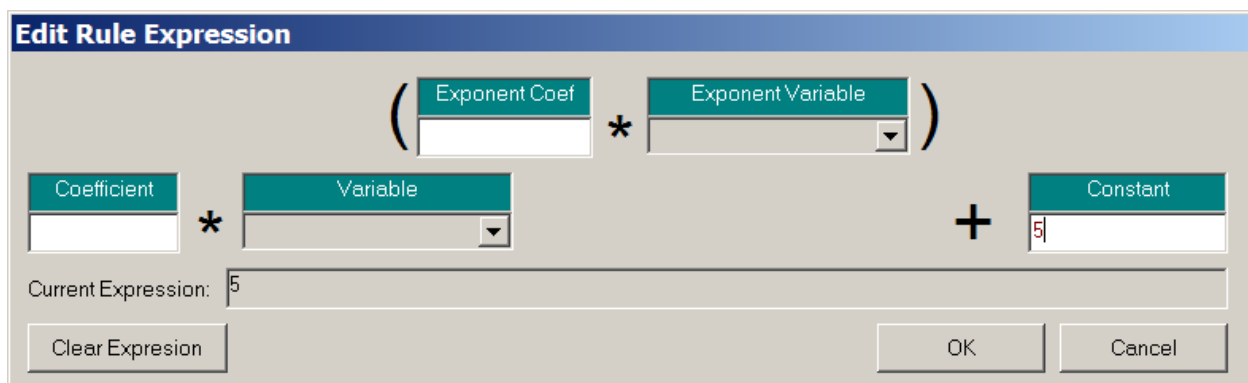 Edit Rule Expression
( Exponent Coef * Exponent Variable )
Coefficient * Variable + Constant
5
Current Expression: 5
Clear Expresion OK Cancel